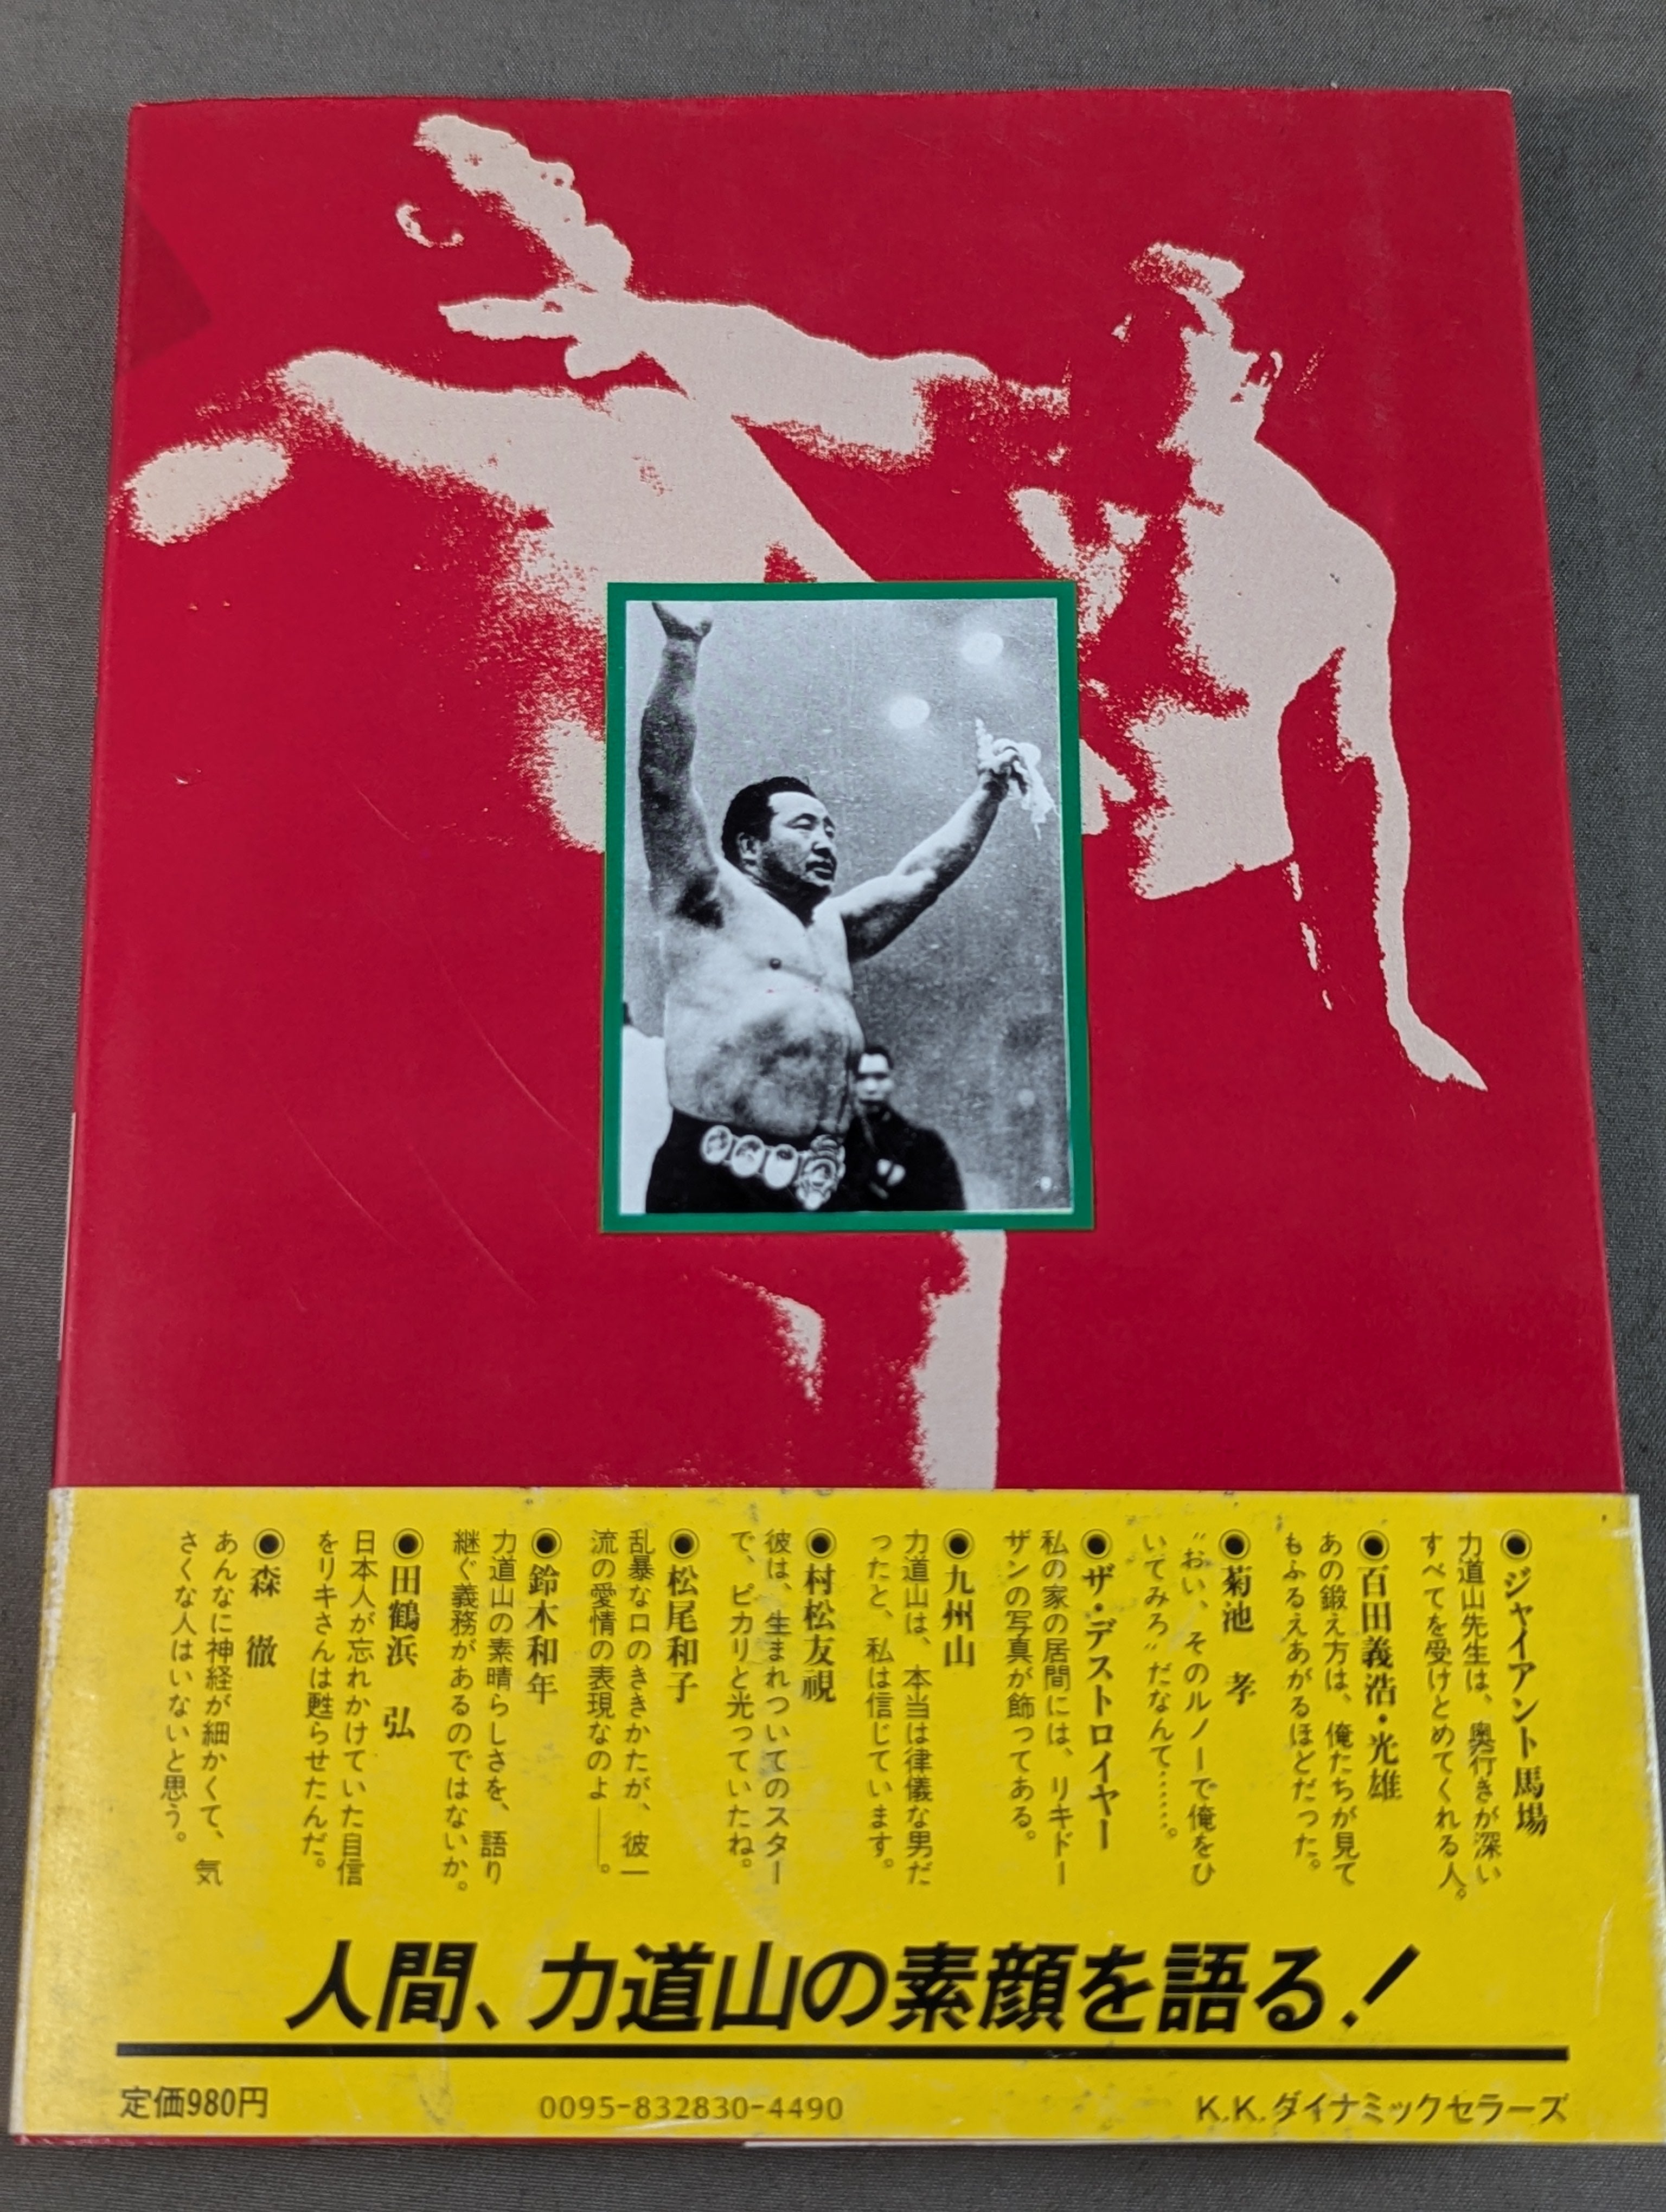 ◉ジャイアント馬場
力道山先生は、奥行きが深い
すべてを受けとめてくれる人。
◉百田義浩・光雄
あの鍛え方は、俺たちが見て
もふるえあがるほどだった。
◉菊池 孝
〝おい、そのルノーで俺をひ
いてみろ〟だなんて……。
◉ザ・デストロイヤー
私の家の居間には、リキドー
ザンの写真が飾ってある。
◉九州山
力道山は、本当は律儀な男だ
ったと、私は信じています。
◉村松友視
彼は、生まれついてのスター
で、ピカリと光っていたね。
◉松尾和子
乱暴な口のききかたが、彼一
流の愛情の表現なのよ――。
◉鈴木和年
力道山の素晴らしさを、語り
継ぐ義務があるのではないか。
◉田鶴浜 弘
日本人が忘れかけていた自信
をリキさんは甦らせたんだ。
◉森 徹
あんなに神経が細かくて、気
さくな人はいないと思う。
人間、力道山の素顔を語る!
定価980円
0095-832830-4490
K.K.ダイナミックセラーズ